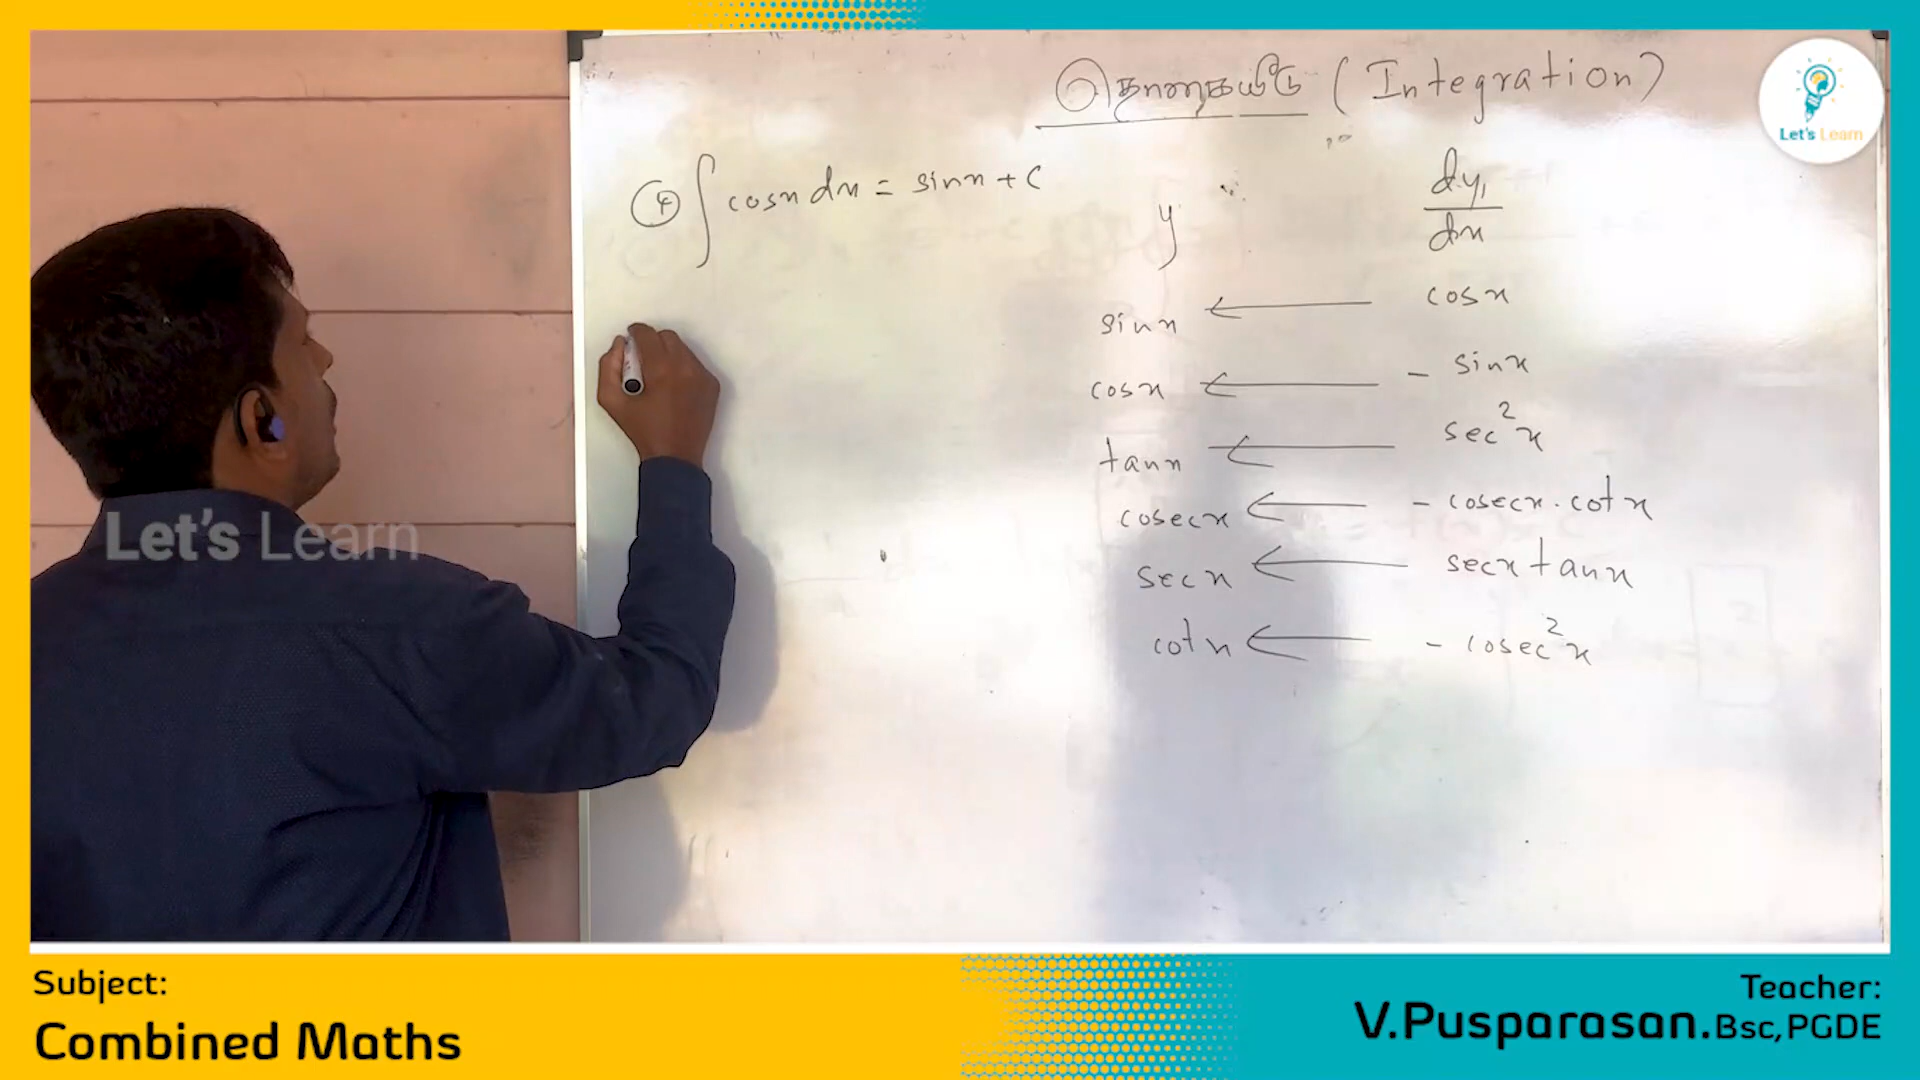 தொகையீடு (Integration)
Let's Learn
④ ∫ cosx dx = sinx + c
y dy/dx
sinx ← cosx
cosx ← - sinx
tanx ← sec²x
cosecx ← - cosecx . cotx
secx ← secx tanx
cotx ← - cosec²x
Let's Learn
Subject:
Combined Maths
Teacher:
V.Pusparasan.Bsc,PGDE